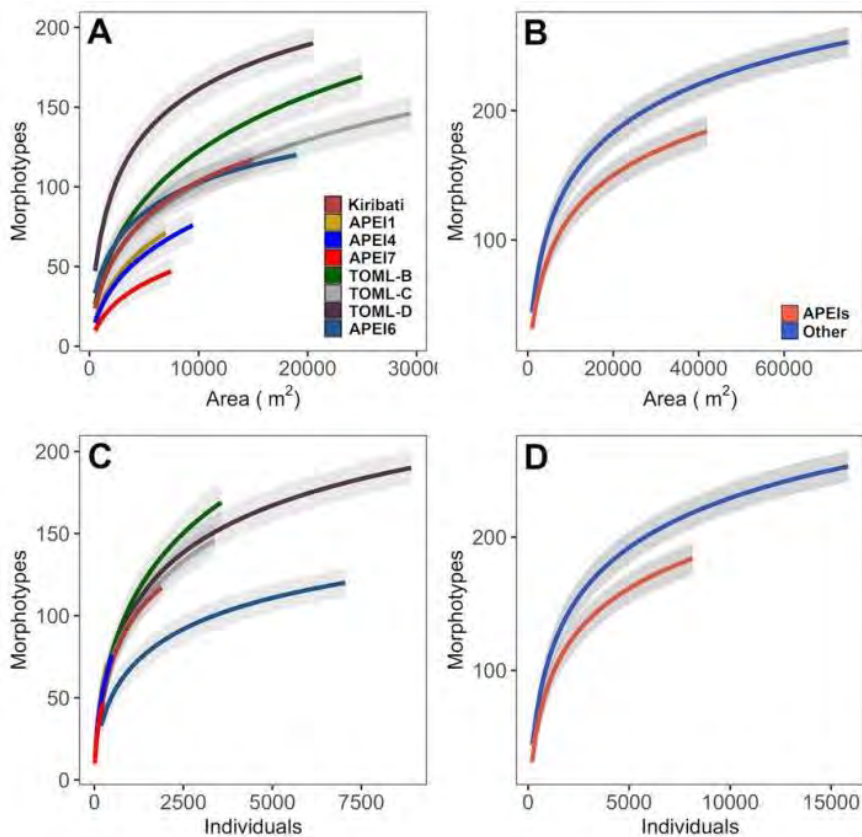 A
B
Morphotypes
200
150
100
50
0
Kiribati
APEI1
APEI4
APEI7
TOML-B
TOML-C
TOML-D
APEI6
0
10000
20000
30000
Area ( m²)
Morphotypes
200
100
APEIs
Other
0
20000
40000
60000
Area ( m²)
C
D
Morphotypes
200
150
100
50
0
0
2500
5000
7500
Individuals
Morphotypes
200
100
0
5000
10000
15000
Individuals